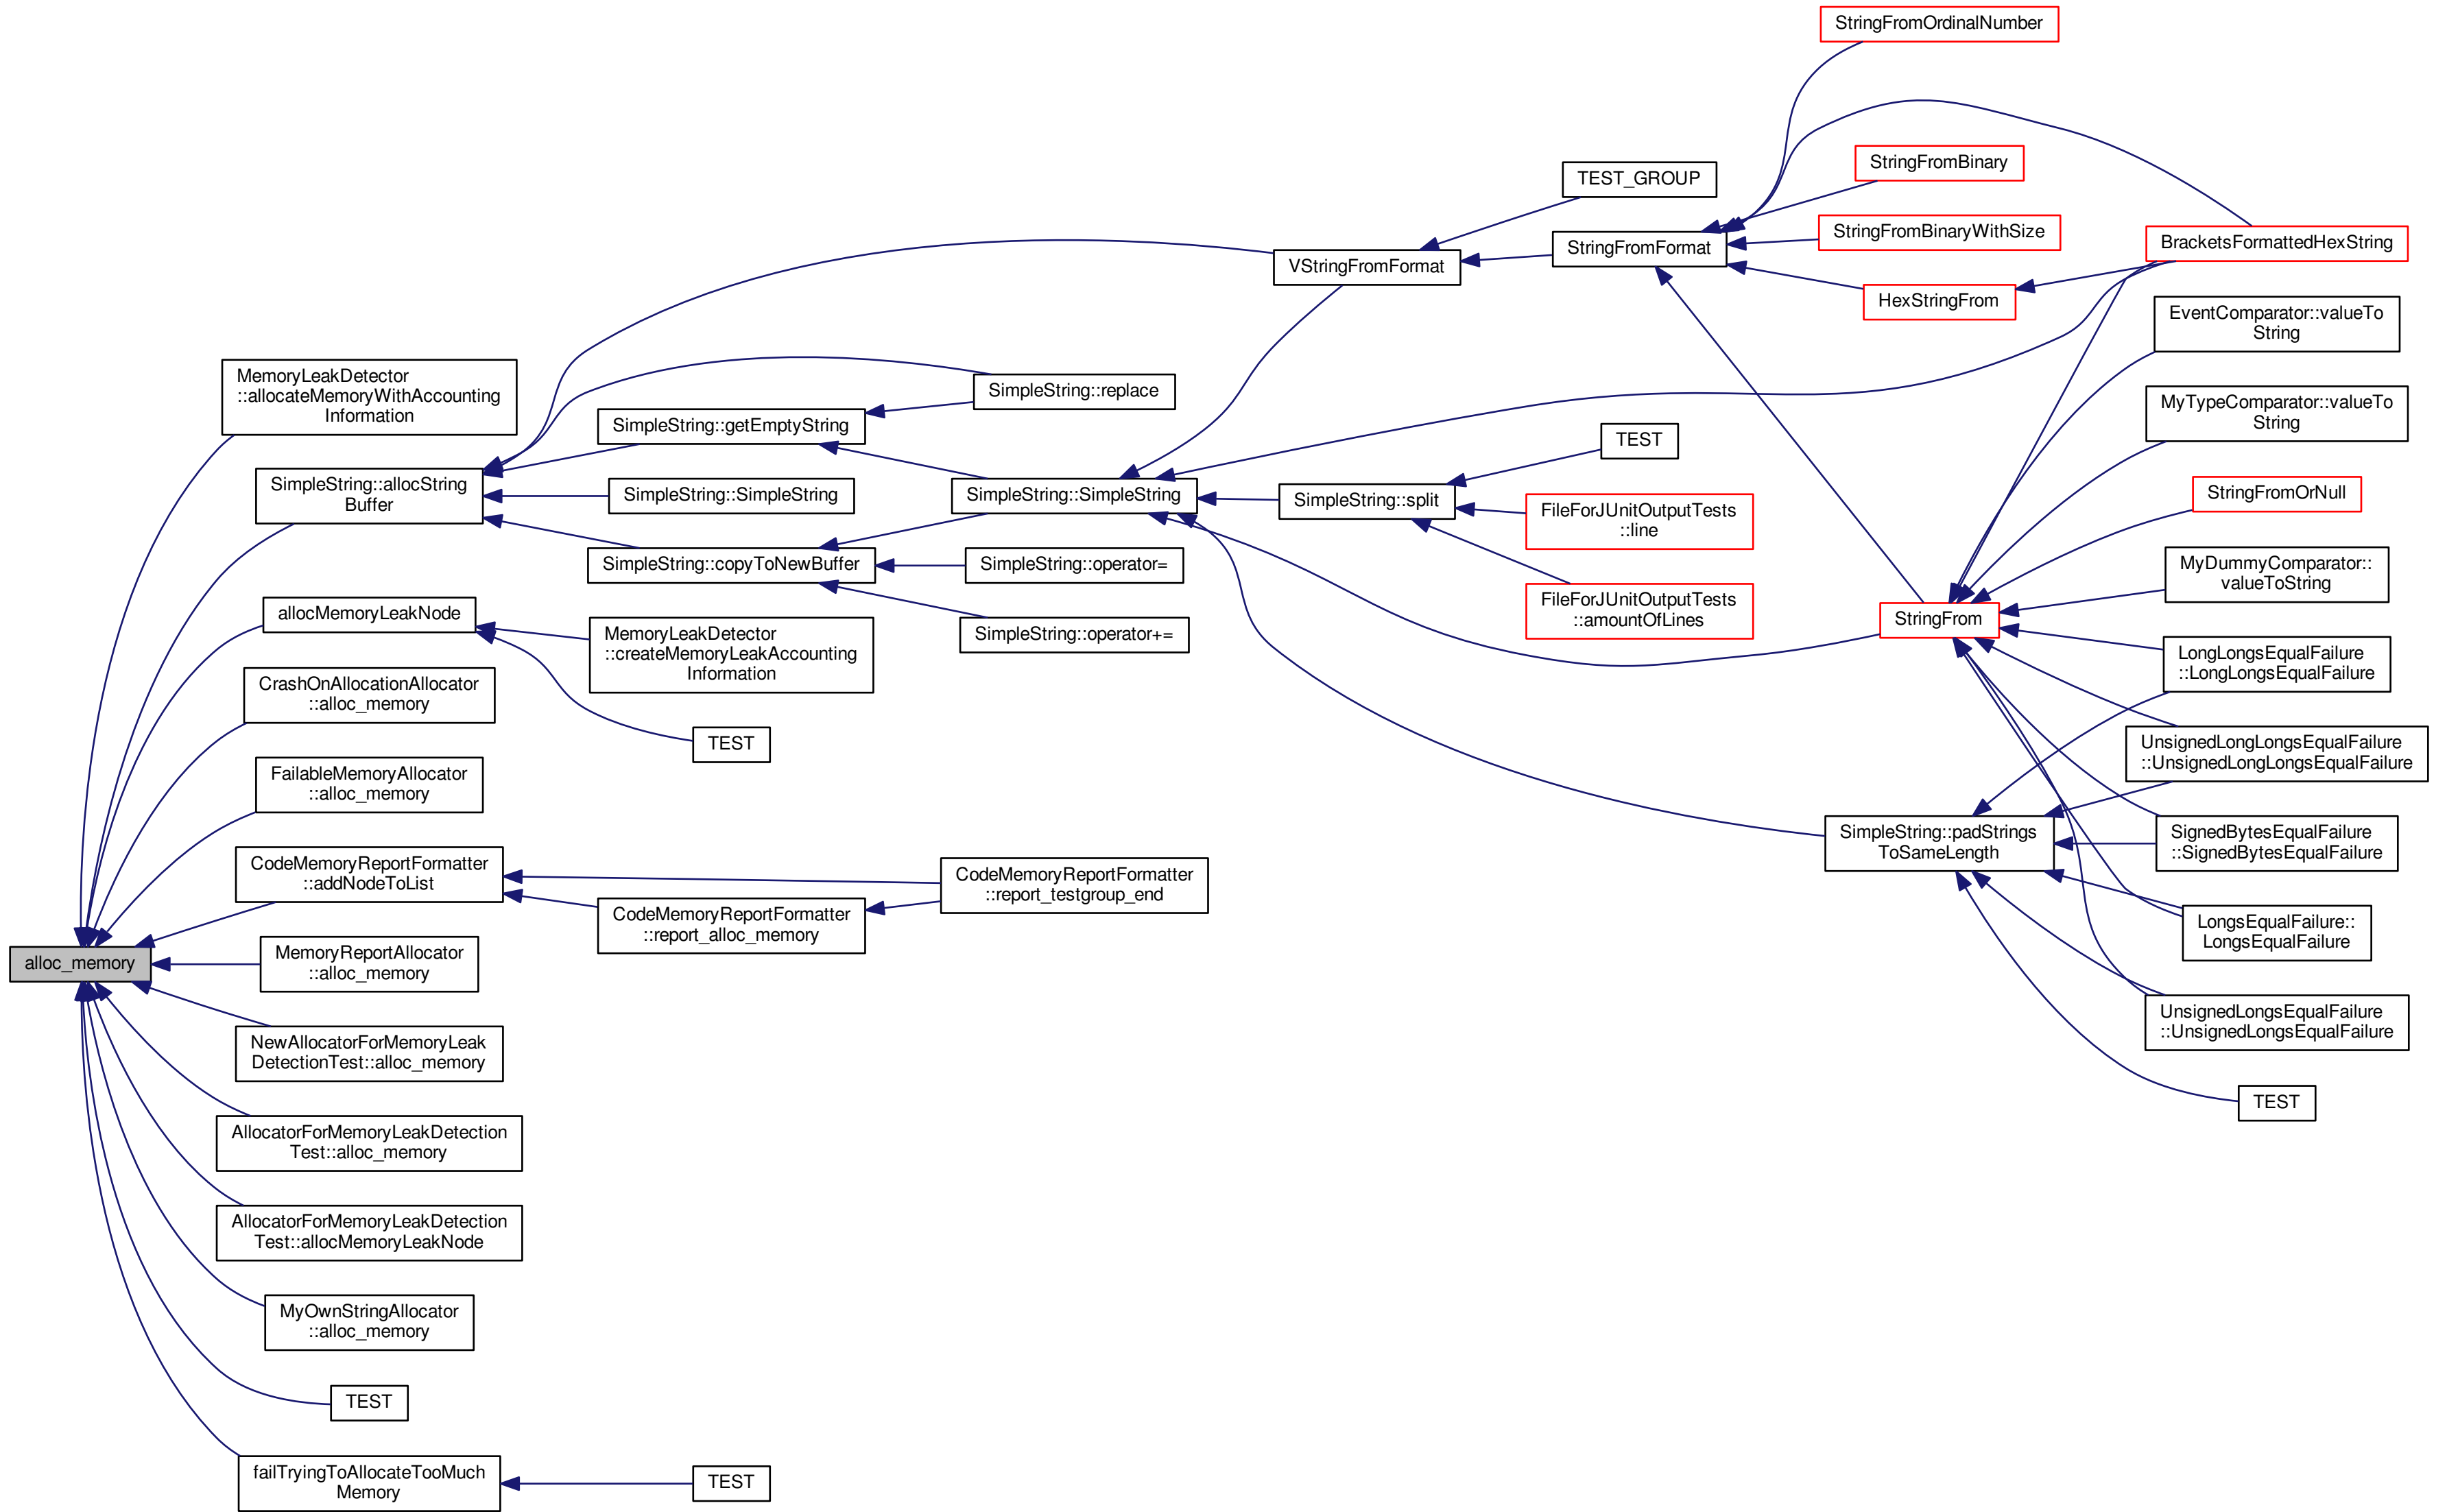 StringFromOrdinalNumber
StringFromBinary
TEST_GROUP
StringFromBinaryWithSize
StringFromFormat
BracketsFormattedHexString
VStringFromFormat
HexStringFrom
EventComparator::valueTo
String
MemoryLeakDetector
::allocateMemoryWithAccounting
Information
SimpleString::replace
MyTypeComparator::valueTo
String
SimpleString::getEmptyString
TEST
SimpleString::allocString
Buffer
SimpleString::SimpleString
SimpleString::SimpleString
SimpleString::split
StringFromOrNull
FileForJUnitOutputTests
::line
SimpleString::copyToNewBuffer
SimpleString::operator=
MyDummyComparator::
valueToString
FileForJUnitOutputTests
::amountOfLines
allocMemoryLeakNode
StringFrom
MemoryLeakDetector
::createMemoryLeakAccounting
Information
SimpleString::operator+=
LongLongsEqualFailure
::LongLongsEqualFailure
CrashOnAllocationAllocator
::alloc_memory
TEST
UnsignedLongLongsEqualFailure
::UnsignedLongLongsEqualFailure
FailableMemoryAllocator
::alloc_memory
SimpleString::padStrings
ToSameLength
SignedBytesEqualFailure
::SignedBytesEqualFailure
CodeMemoryReportFormatter
::addNodeToList
CodeMemoryReportFormatter
::report_testgroup_end
CodeMemoryReportFormatter
::report_alloc_memory
LongsEqualFailure::
LongsEqualFailure
alloc_memory
MemoryReportAllocator
::alloc_memory
UnsignedLongsEqualFailure
::UnsignedLongsEqualFailure
NewAllocatorForMemoryLeak
DetectionTest::alloc_memory
TEST
AllocatorForMemoryLeakDetection
Test::alloc_memory
AllocatorForMemoryLeakDetection
Test::allocMemoryLeakNode
MyOwnStringAllocator
::alloc_memory
TEST
failTryingToAllocateTooMuch
Memory
TEST